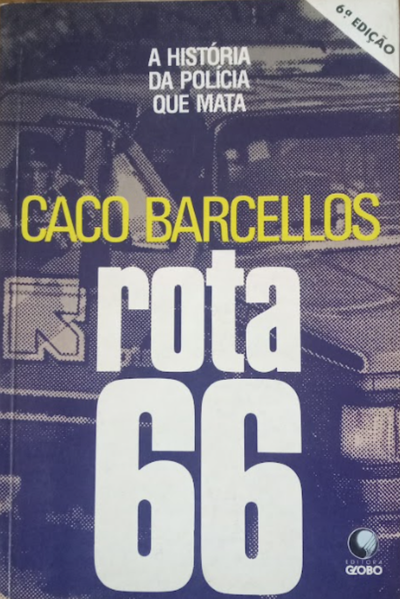 6ª EDIÇÃO
A HISTÓRIA
DA POLÍCIA
QUE MATA
CACO BARCELLOS
rota
66
EDITORA
GLOBO